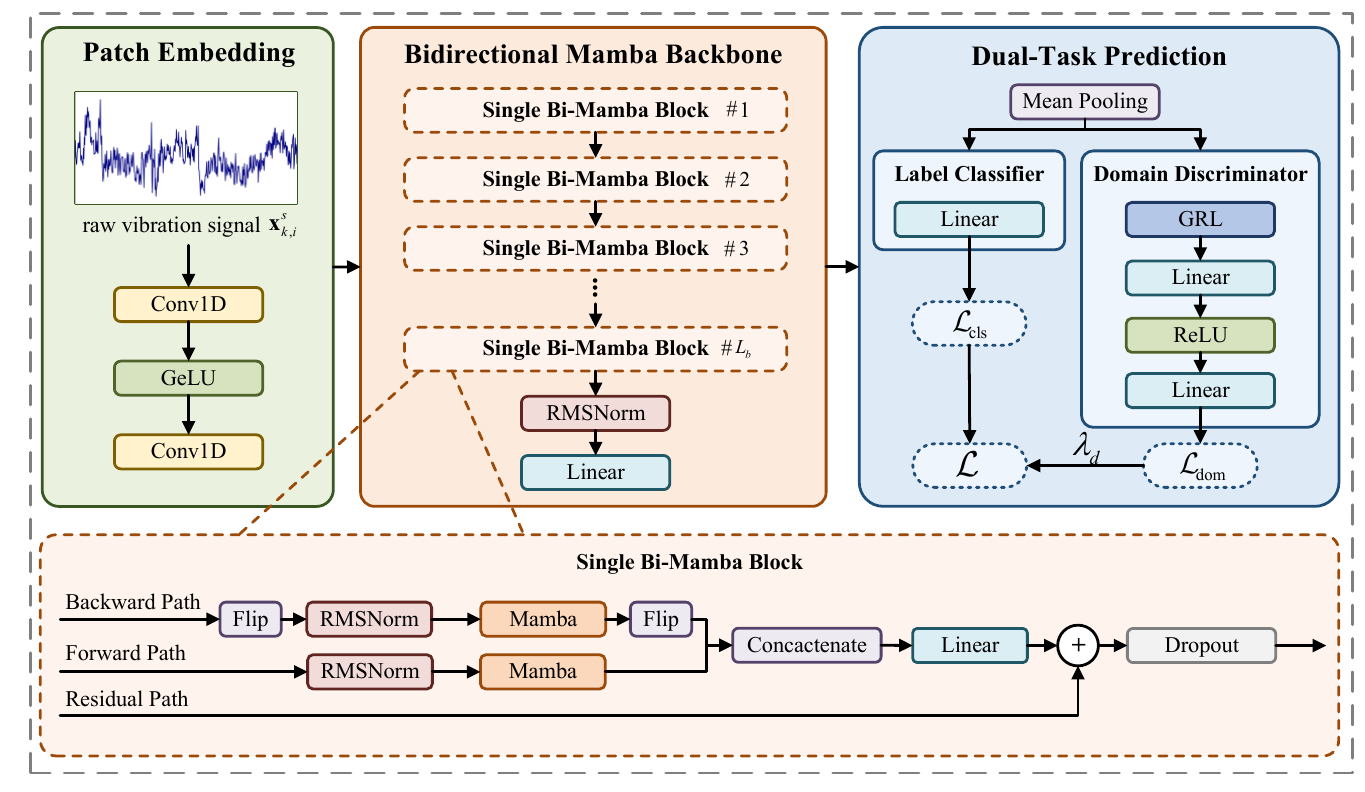 Patch Embedding
raw vibration signal x^s_{k,i}
Conv1D
GeLU
Conv1D
Bidirectional Mamba Backbone
Single Bi-Mamba Block #1
Single Bi-Mamba Block #2
Single Bi-Mamba Block #3
Single Bi-Mamba Block #L_b
RMSNorm
Linear
Dual-Task Prediction
Mean Pooling
Label Classifier
Linear
ℒ_cls
ℒ
Domain Discriminator
GRL
Linear
ReLU
Linear
λ_d
ℒ_dom
Single Bi-Mamba Block
Backward Path
Flip
RMSNorm
Mamba
Flip
Forward Path
RMSNorm
Mamba
Concactenate
Linear
+
Dropout
Residual Path